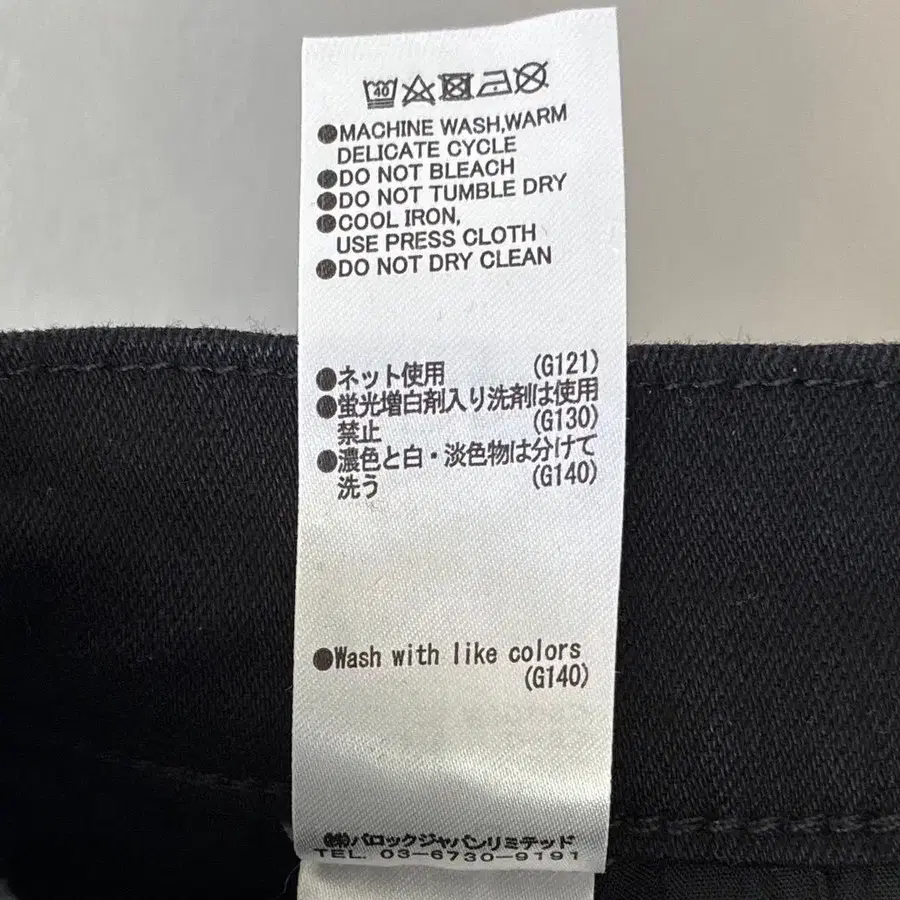 40
●MACHINE WASH,WARM
DELICATE CYCLE
●DO NOT BLEACH
●DO NOT TUMBLE DRY
●COOL IRON,
USE PRESS CLOTH
●DO NOT DRY CLEAN
●ネット使用 (G121)
●蛍光増白剤入り洗剤は使用
禁止 (G130)
●濃色と白・淡色物は分けて
洗う (G140)
●Wash with like colors
(G140)
㈱バロックジャパンリミテッド
TEL. 03-6730-9191